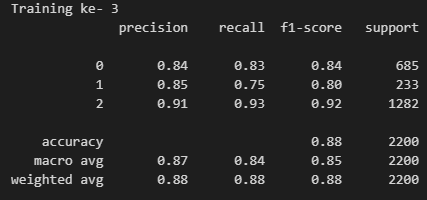 Training ke- 3
precision recall f1-score support
0 0.84 0.83 0.84 685
1 0.85 0.75 0.80 233
2 0.91 0.93 0.92 1282
accuracy 0.88 2200
macro avg 0.87 0.84 0.85 2200
weighted avg 0.88 0.88 0.88 2200